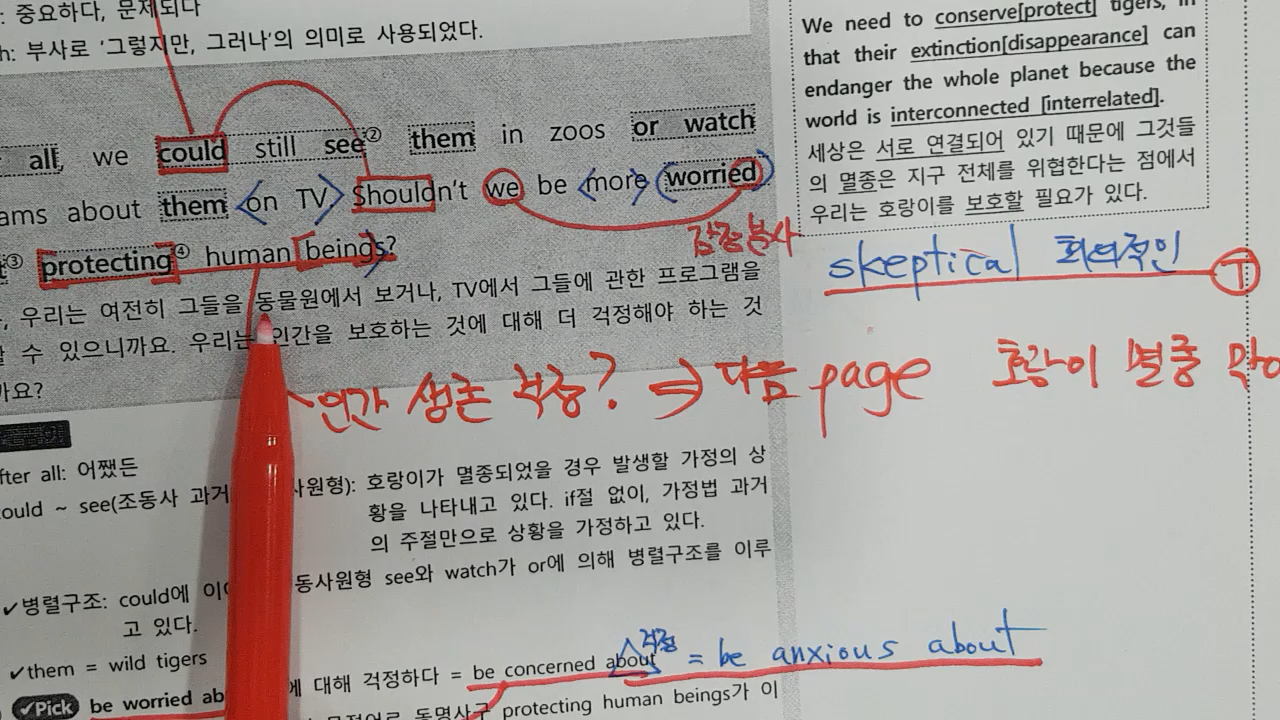 : 중요하다, 문제되다
h: 부사로 '그렇지만, 그러나'의 의미로 사용되었다.
all, we could still see② them in zoos or watch
ams about them on TV Shouldn't we be more worried
③ protecting④ human beings?
감정동사
, 우리는 여전히 그들을 동물원에서 보거나, TV에서 그들에 관한 프로그램을
수 있으니까요. 우리는 인간을 보호하는 것에 대해 더 걱정해야 하는 것
까요?
인간 생존 걱정? ⇒ 다음 page 호랑이 멸종
fter all: 어쨌든
ould ~ see(조동사 과거 사원형): 호랑이가 멸종되었을 경우 발생할 가정의 상
황을 나타내고 있다. if절 없이, 가정법 과거
의 주절만으로 상황을 가정하고 있다.
✔병렬구조: could에 이 동사원형 see와 watch가 or에 의해 병렬구조를 이루
고 있다.
✔them = wild tigers
✔Pick be worried ab 에 대해 걱정하다 = be concerned about = be anxious about
걱정
동명사구 protecting human beings가 이
We need to conserve[protect] tigers, in
that their extinction[disappearance] can
endanger the whole planet because the
world is interconnected [interrelated].
세상은 서로 연결되어 있기 때문에 그것들
의 멸종은 지구 전체를 위협한다는 점에서
우리는 호랑이를 보호할 필요가 있다.
skeptical 회의적인 T